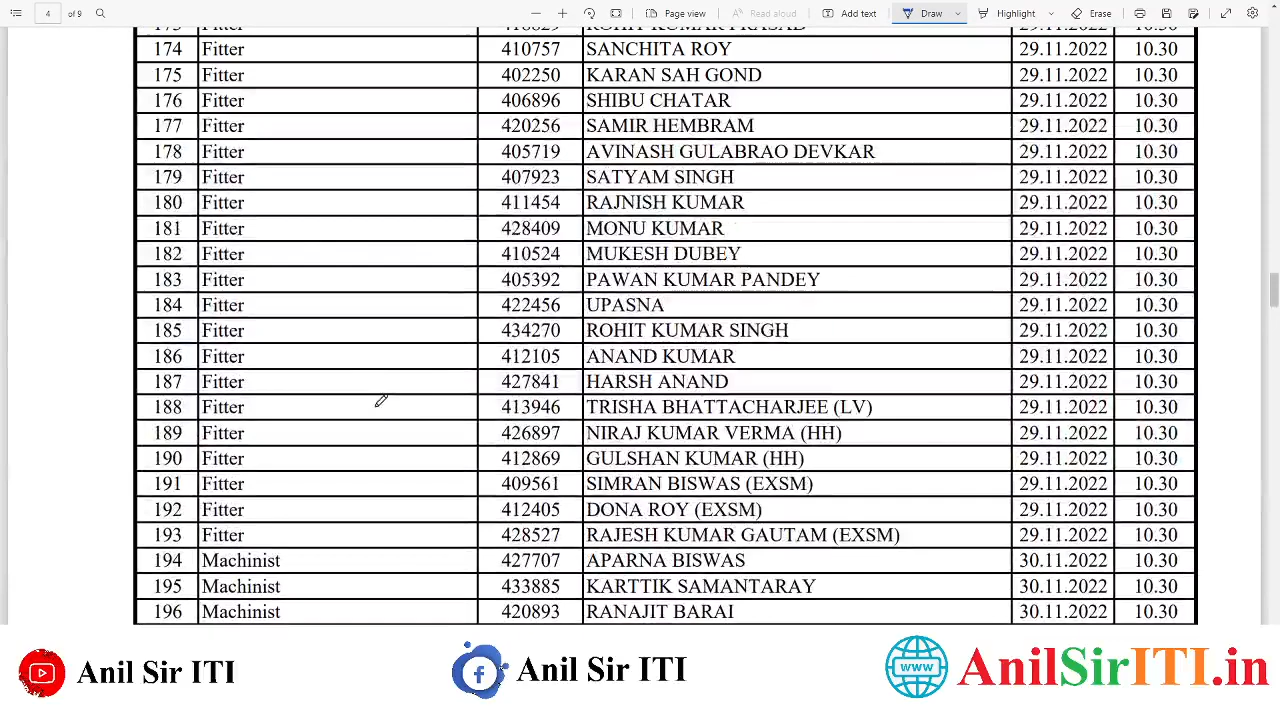 4 of 9 Page view Read aloud Add text Draw Highlight Erase
174 Fitter 410757 SANCHITA ROY 29.11.2022 10.30
175 Fitter 402250 KARAN SAH GOND 29.11.2022 10.30
176 Fitter 406896 SHIBU CHATAR 29.11.2022 10.30
177 Fitter 420256 SAMIR HEMBRAM 29.11.2022 10.30
178 Fitter 405719 AVINASH GULABRAO DEVKAR 29.11.2022 10.30
179 Fitter 407923 SATYAM SINGH 29.11.2022 10.30
180 Fitter 411454 RAJNISH KUMAR 29.11.2022 10.30
181 Fitter 428409 MONU KUMAR 29.11.2022 10.30
182 Fitter 410524 MUKESH DUBEY 29.11.2022 10.30
183 Fitter 405392 PAWAN KUMAR PANDEY 29.11.2022 10.30
184 Fitter 422456 UPASNA 29.11.2022 10.30
185 Fitter 434270 ROHIT KUMAR SINGH 29.11.2022 10.30
186 Fitter 412105 ANAND KUMAR 29.11.2022 10.30
187 Fitter 427841 HARSH ANAND 29.11.2022 10.30
188 Fitter 413946 TRISHA BHATTACHARJEE (LV) 29.11.2022 10.30
189 Fitter 426897 NIRAJ KUMAR VERMA (HH) 29.11.2022 10.30
190 Fitter 412869 GULSHAN KUMAR (HH) 29.11.2022 10.30
191 Fitter 409561 SIMRAN BISWAS (EXSM) 29.11.2022 10.30
192 Fitter 412405 DONA ROY (EXSM) 29.11.2022 10.30
193 Fitter 428527 RAJESH KUMAR GAUTAM (EXSM) 29.11.2022 10.30
194 Machinist 427707 APARNA BISWAS 30.11.2022 10.30
195 Machinist 433885 KARTTIK SAMANTARAY 30.11.2022 10.30
196 Machinist 420893 RANAJIT BARAI 30.11.2022 10.30
Anil Sir ITI f Anil Sir ITI www AnilSirITI.in